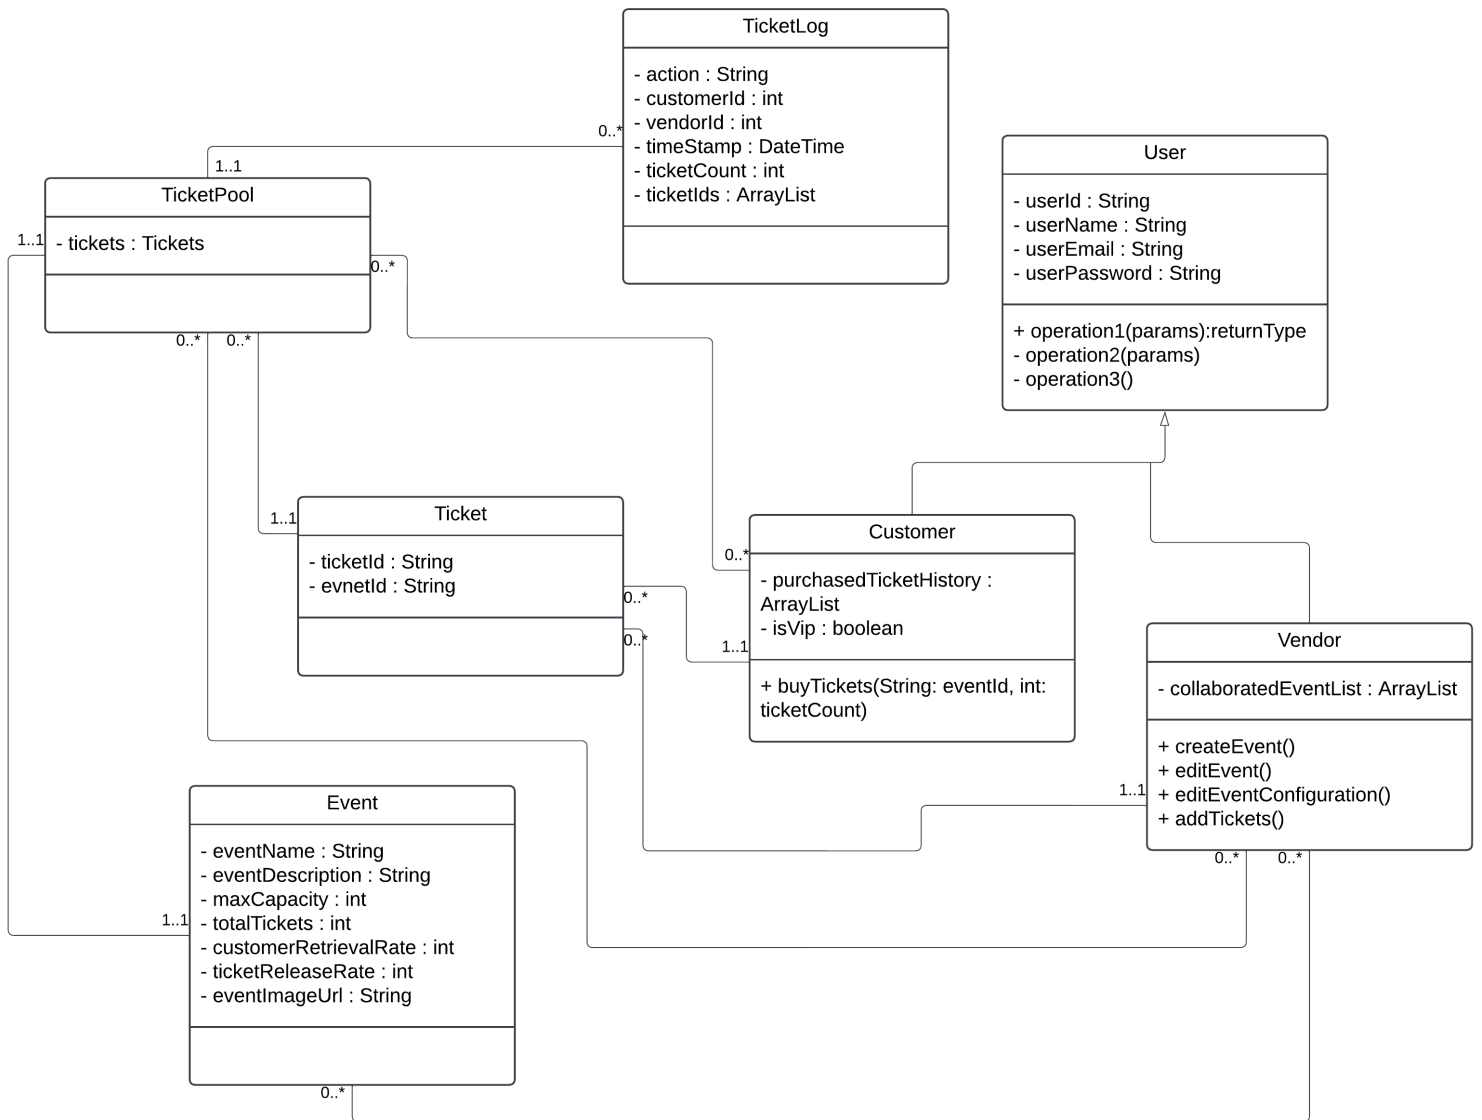 TicketLog
- action : String
- customerId : int
- vendorId : int
- timeStamp : DateTime
- ticketCount : int
- ticketIds : ArrayList
0..*
1..1
TicketPool
- tickets : Tickets
1..1
0..*
0..*
0..*
User
- userId : String
- userName : String
- userEmail : String
- userPassword : String
+ operation1(params):returnType
- operation2(params)
- operation3()
1..1
Ticket
- ticketId : String
- evnetId : String
0..*
0..*
0..*
1..1
Customer
- purchasedTicketHistory :
ArrayList
- isVip : boolean
+ buyTickets(String: eventId, int:
ticketCount)
Vendor
- collaboratedEventList : ArrayList
+ createEvent()
+ editEvent()
+ editEventConfiguration()
+ addTickets()
1..1
0..*
0..*
Event
- eventName : String
- eventDescription : String
- maxCapacity : int
- totalTickets : int
- customerRetrievalRate : int
- ticketReleaseRate : int
- eventImageUrl : String
1..1
0..*